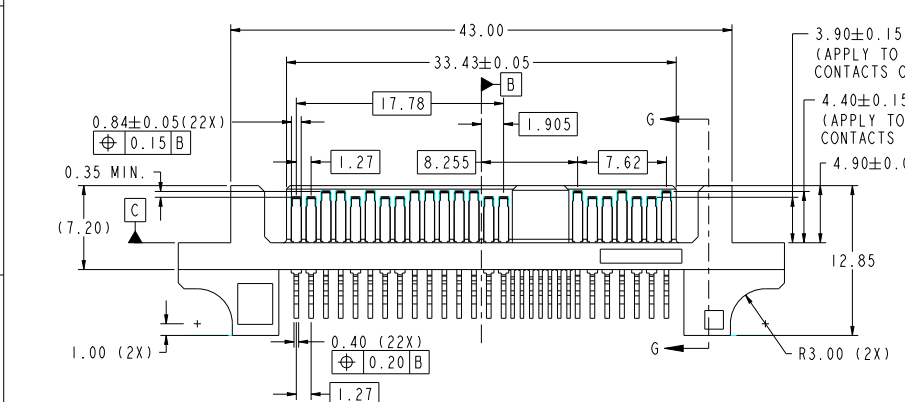 43.00
3.90±0.15
(APPLY TO
CONTACTS O
33.43±0.05
B
17.78
4.40±0.15
(APPLY TO
CONTACTS
0.84±0.05(22X)
1.905
G
0.15 B
1.27
8.255
7.62
4.90±0.0
0.35 MIN.
C
(7.20)
12.85
1.00 (2X)
0.40 (22X)
0.20 B
G
R3.00 (2X)
1.27